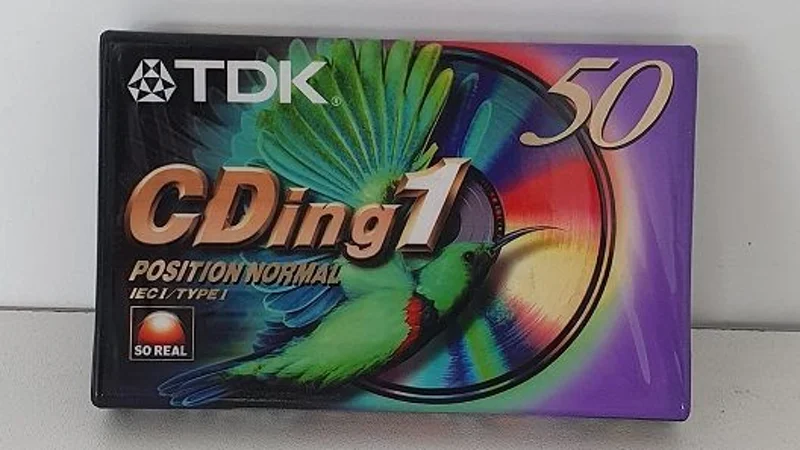 TDK®
50
CDing1
POSITION NORMAL
IEC I/TYPE I
SO REAL